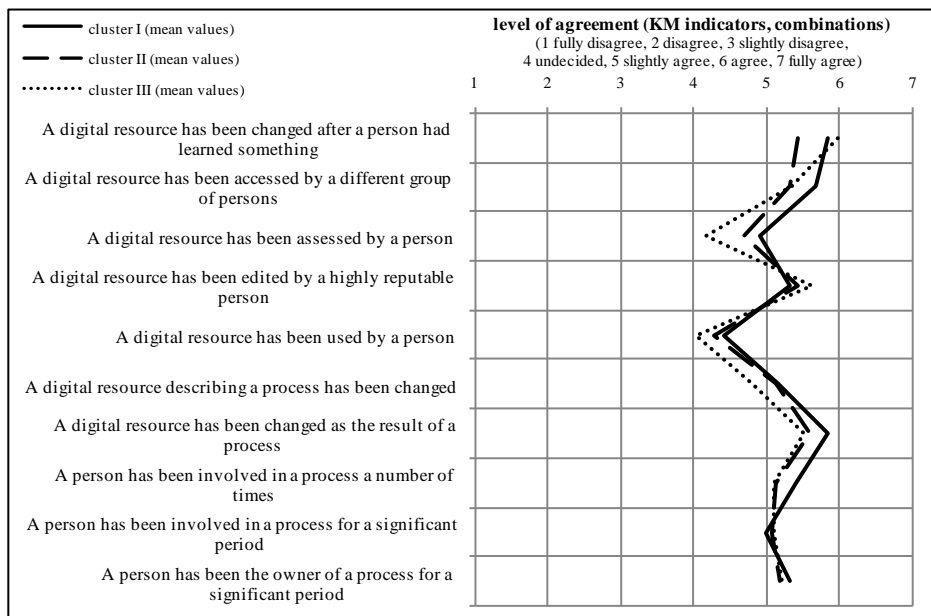 cluster I (mean values)
cluster II (mean values)
cluster III (mean values)
level of agreement (KM indicators, combinations)
(1 fully disagree, 2 disagree, 3 slightly disagree,
4 undecided, 5 slightly agree, 6 agree, 7 fully agree)
1 2 3 4 5 6 7
A digital resource has been changed after a person had
learned something
A digital resource has been accessed by a different group
of persons
A digital resource has been assessed by a person
A digital resource has been edited by a highly reputable
person
A digital resource has been used by a person
A digital resource describing a process has been changed
A digital resource has been changed as the result of a
process
A person has been involved in a process a number of
times
A person has been involved in a process for a significant
period
A person has been the owner of a process for a
significant period